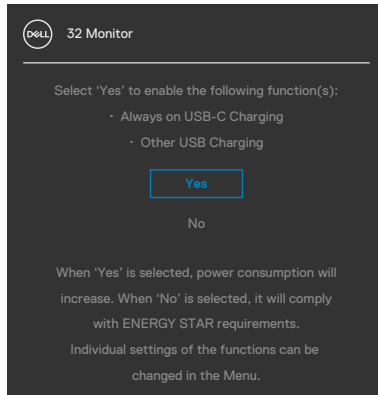 DELL 32 Monitor
Select ‘Yes’ to enable the following function(s):
· Always on USB-C Charging
· Other USB Charging
Yes
No
When ‘Yes’ is selected, power consumption will
increase. When ‘No’ is selected, it will comply
with ENERGY STAR requirements.
Individual settings of the functions can be
changed in the Menu.